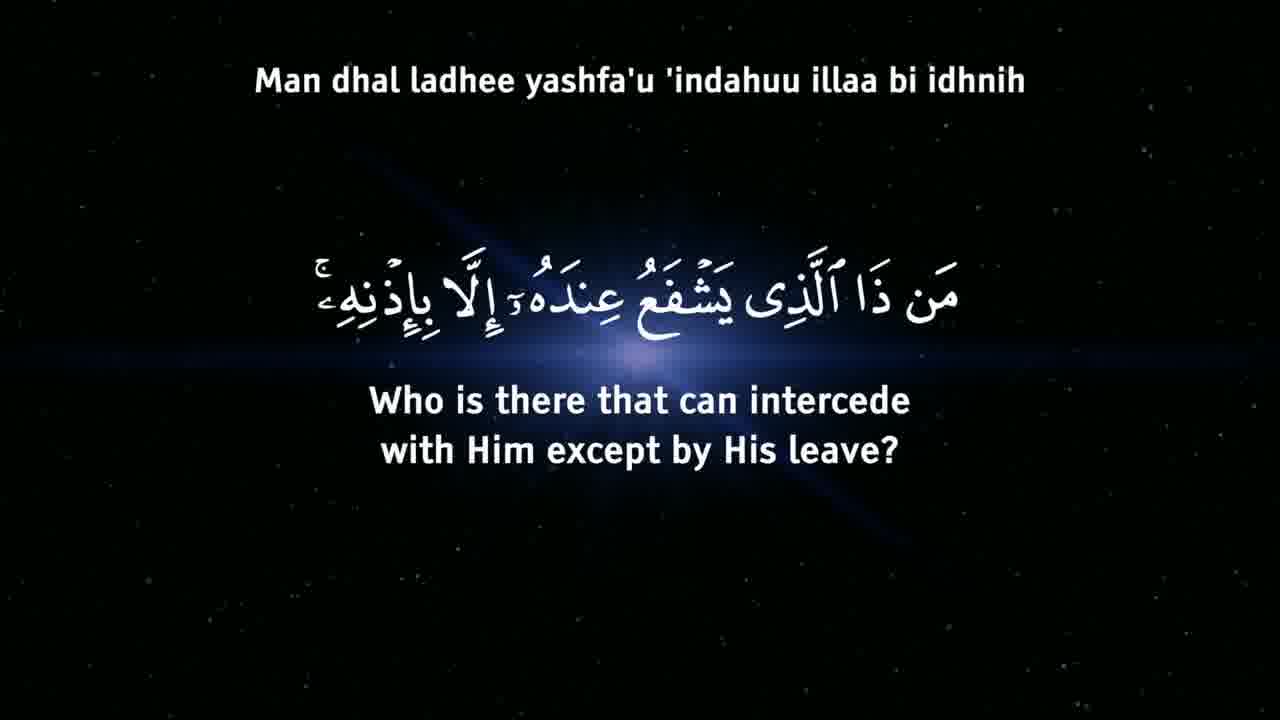 Man dhal ladhee yashfa'u 'indahuu illaa bi idhnih
مَن ذَا ٱلَّذِى يَشۡفَعُ عِندَهُۥٓ إِلَّا بِإِذۡنِهِۦۚ
Who is there that can intercede
with Him except by His leave?